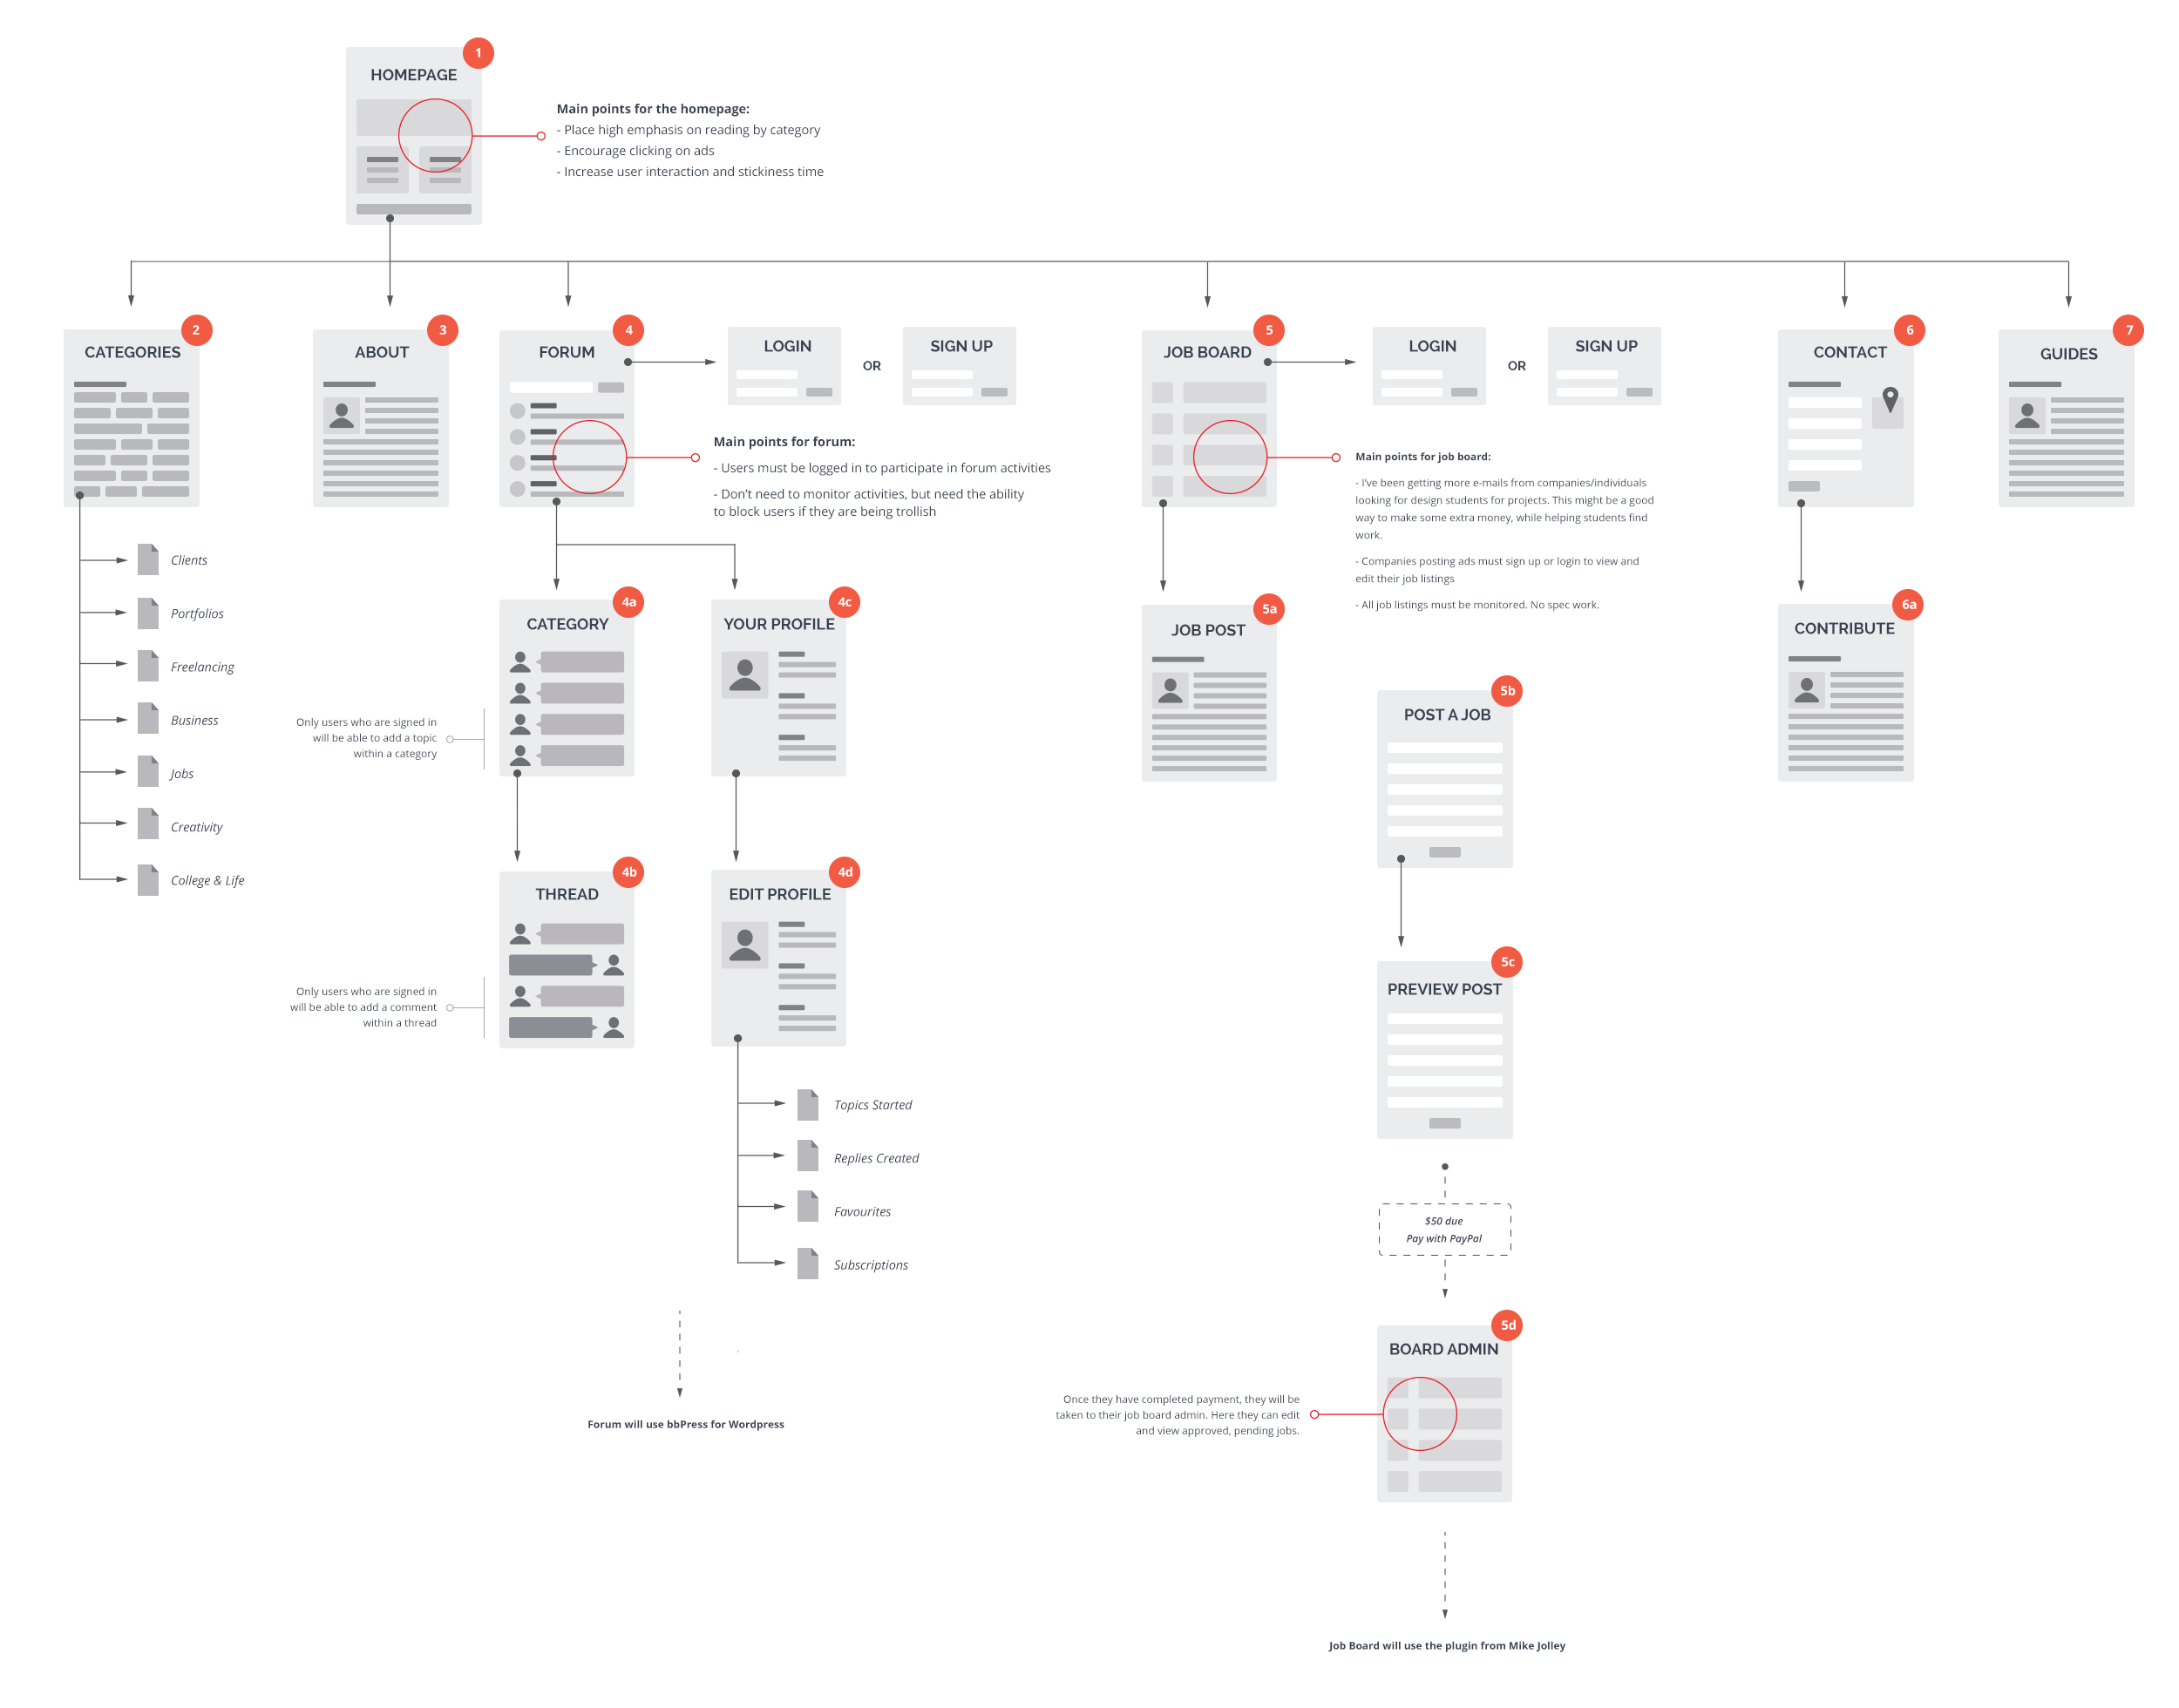 1
HOMEPAGE
Main points for the homepage:
- Place high emphasis on reading by category
- Encourage clicking on ads
- Increase user interaction and stickiness time
2
CATEGORIES
3
ABOUT
4
FORUM
LOGIN
OR
SIGN UP
5
JOB BOARD
LOGIN
OR
SIGN UP
6
CONTACT
7
GUIDES
Main points for forum:
- Users must be logged in to participate in forum activities
- Don't need to monitor activities, but need the ability
to block users if they are being trollish
Main points for job board:
- I've been getting more e-mails from companies/individuals
looking for design students for projects. This might be a good
way to make some extra money, while helping students find
work.
- Companies posting ads must sign up or login to view and
edit their job listings
- All job listings must be monitored. No spec work.
Clients
Portfolios
Freelancing
Business
Jobs
Creativity
College & Life
4a
CATEGORY
Only users who are signed in
will be able to add a topic
within a category
4c
YOUR PROFILE
4b
THREAD
Only users who are signed in
will be able to add a comment
within a thread
4d
EDIT PROFILE
Topics Started
Replies Created
Favourites
Subscriptions
Forum will use bbPress for Wordpress
5a
JOB POST
5b
POST A JOB
5c
PREVIEW POST
$50 due
Pay with PayPal
5d
BOARD ADMIN
Once they have completed payment, they will be
taken to their job board admin. Here they can edit
and view approved, pending jobs.
Job Board will use the plugin from Mike Jolley
6a
CONTRIBUTE